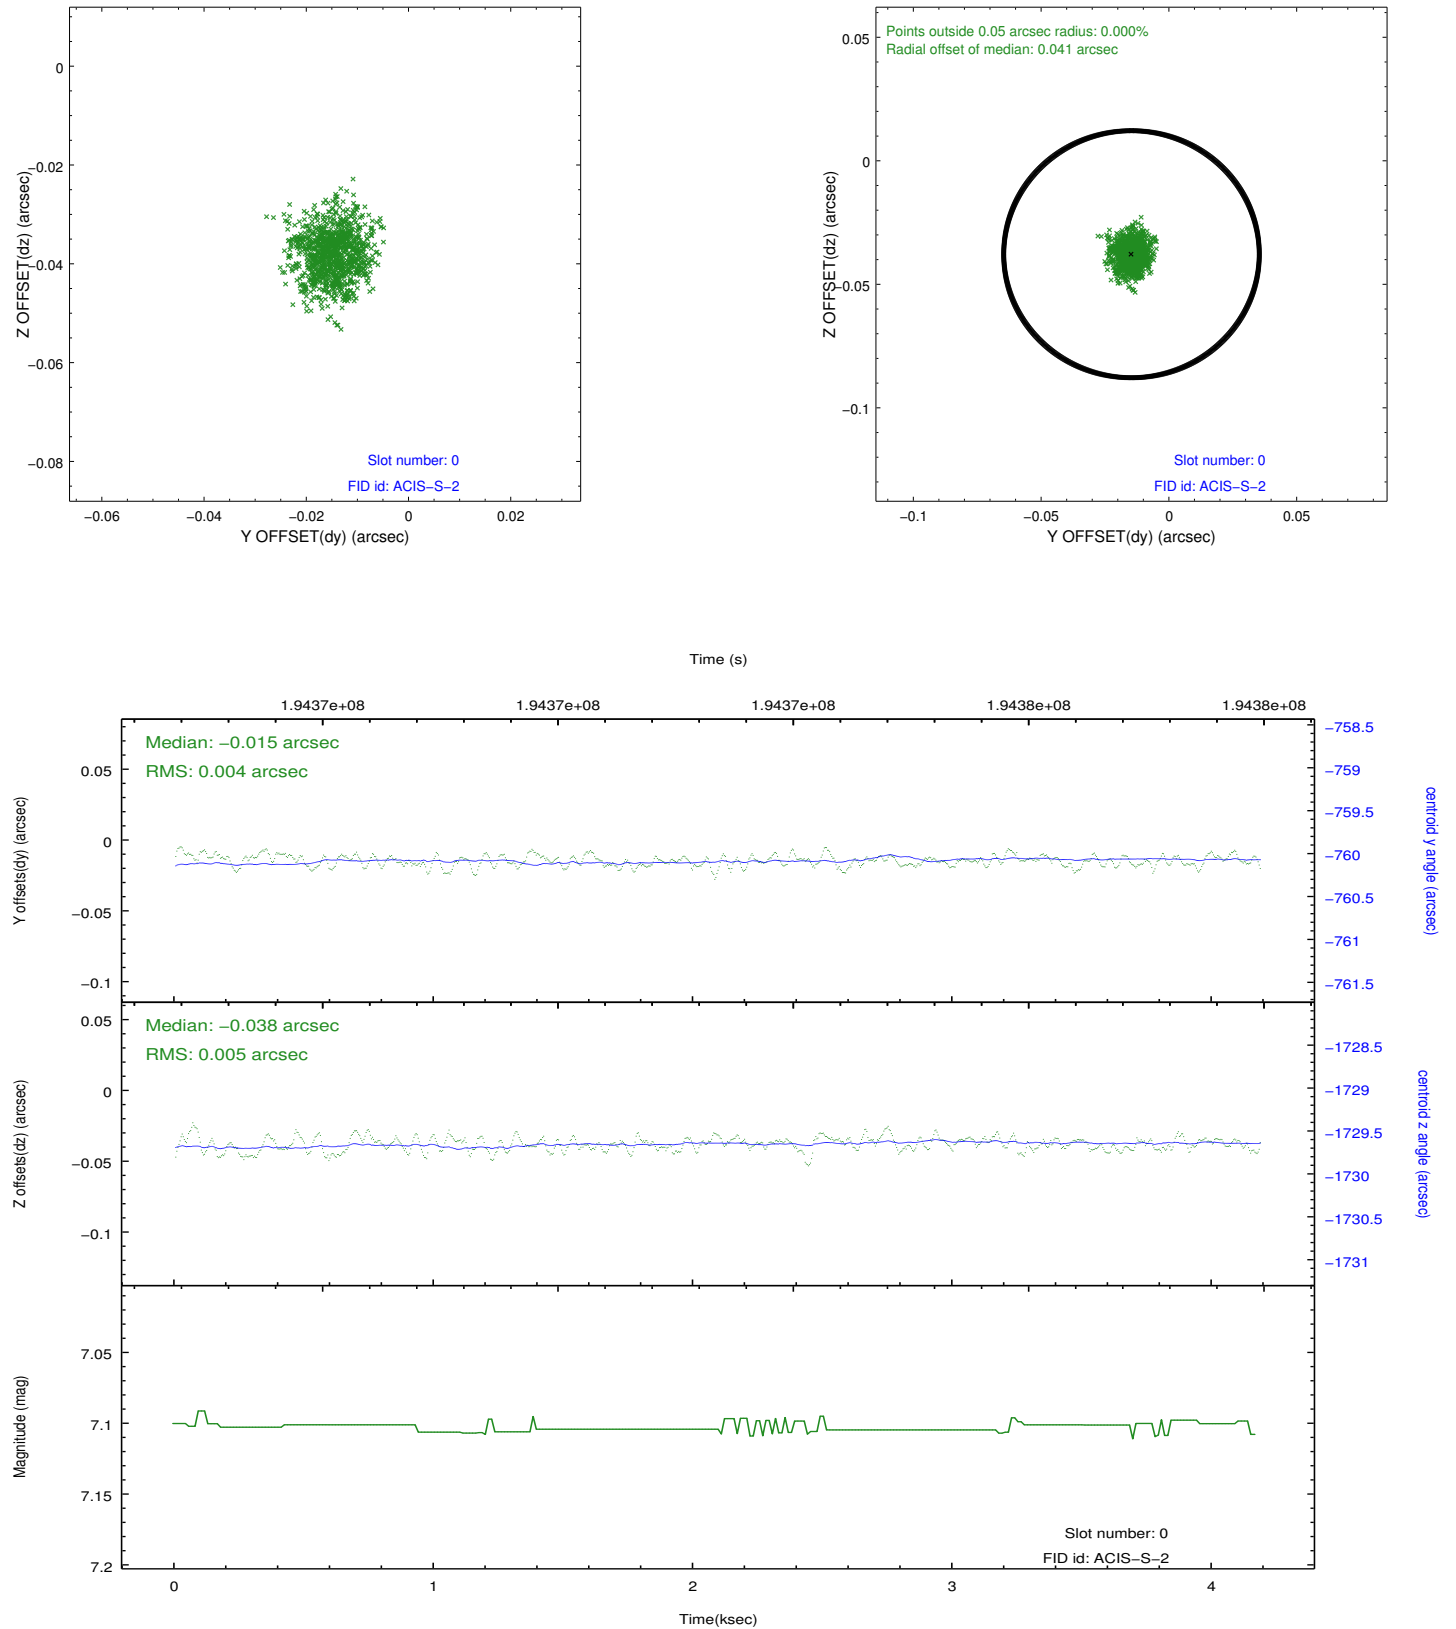 0
−0.02
−0.04
−0.06
−0.08
Z OFFSET(dz) (arcsec)
Slot number: 0
FID id: ACIS−S−2
−0.06
−0.04
−0.02
0
0.02
Y OFFSET(dy) (arcsec)
Points outside 0.05 arcsec radius: 0.000%
Radial offset of median: 0.041 arcsec
0.05
0
−0.05
−0.1
Z OFFSET(dz) (arcsec)
Slot number: 0
FID id: ACIS−S−2
−0.1
−0.05
0
0.05
Y OFFSET(dy) (arcsec)
Time (s)
1.9437e+08
1.9437e+08
1.9437e+08
1.9438e+08
1.9438e+08
Median: −0.015 arcsec
RMS: 0.004 arcsec
0.05
0
−0.05
−0.1
Y offsets(dy) (arcsec)
−758.5
−759
−759.5
−760
−760.5
−761
−761.5
centroid y angle (arcsec)
Median: −0.038 arcsec
RMS: 0.005 arcsec
0.05
0
−0.05
−0.1
Z offsets(dz) (arcsec)
−1728.5
−1729
−1729.5
−1730
−1730.5
−1731
centroid z angle (arcsec)
7.05
7.1
7.15
7.2
Magnitude (mag)
Slot number: 0
FID id: ACIS−S−2
0
1
2
3
4
Time(ksec)